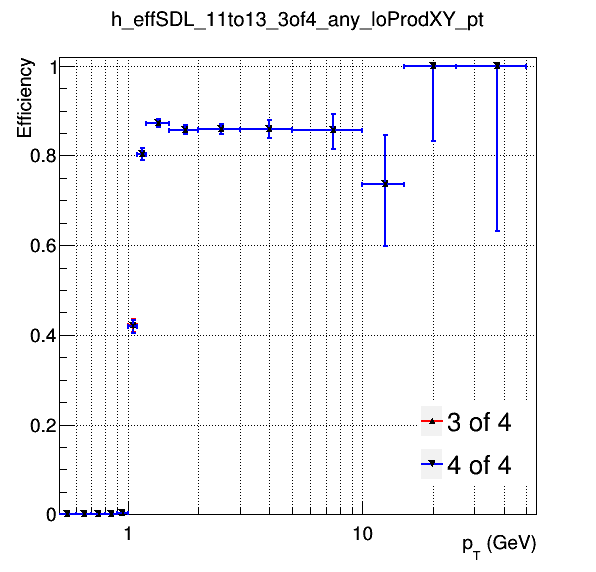 h_effSDL_11to13_3of4_any_loProdXY_pt
Efficiency
1
0.8
0.6
0.4
0.2
0
3 of 4
4 of 4
1
10
p_T (GeV)